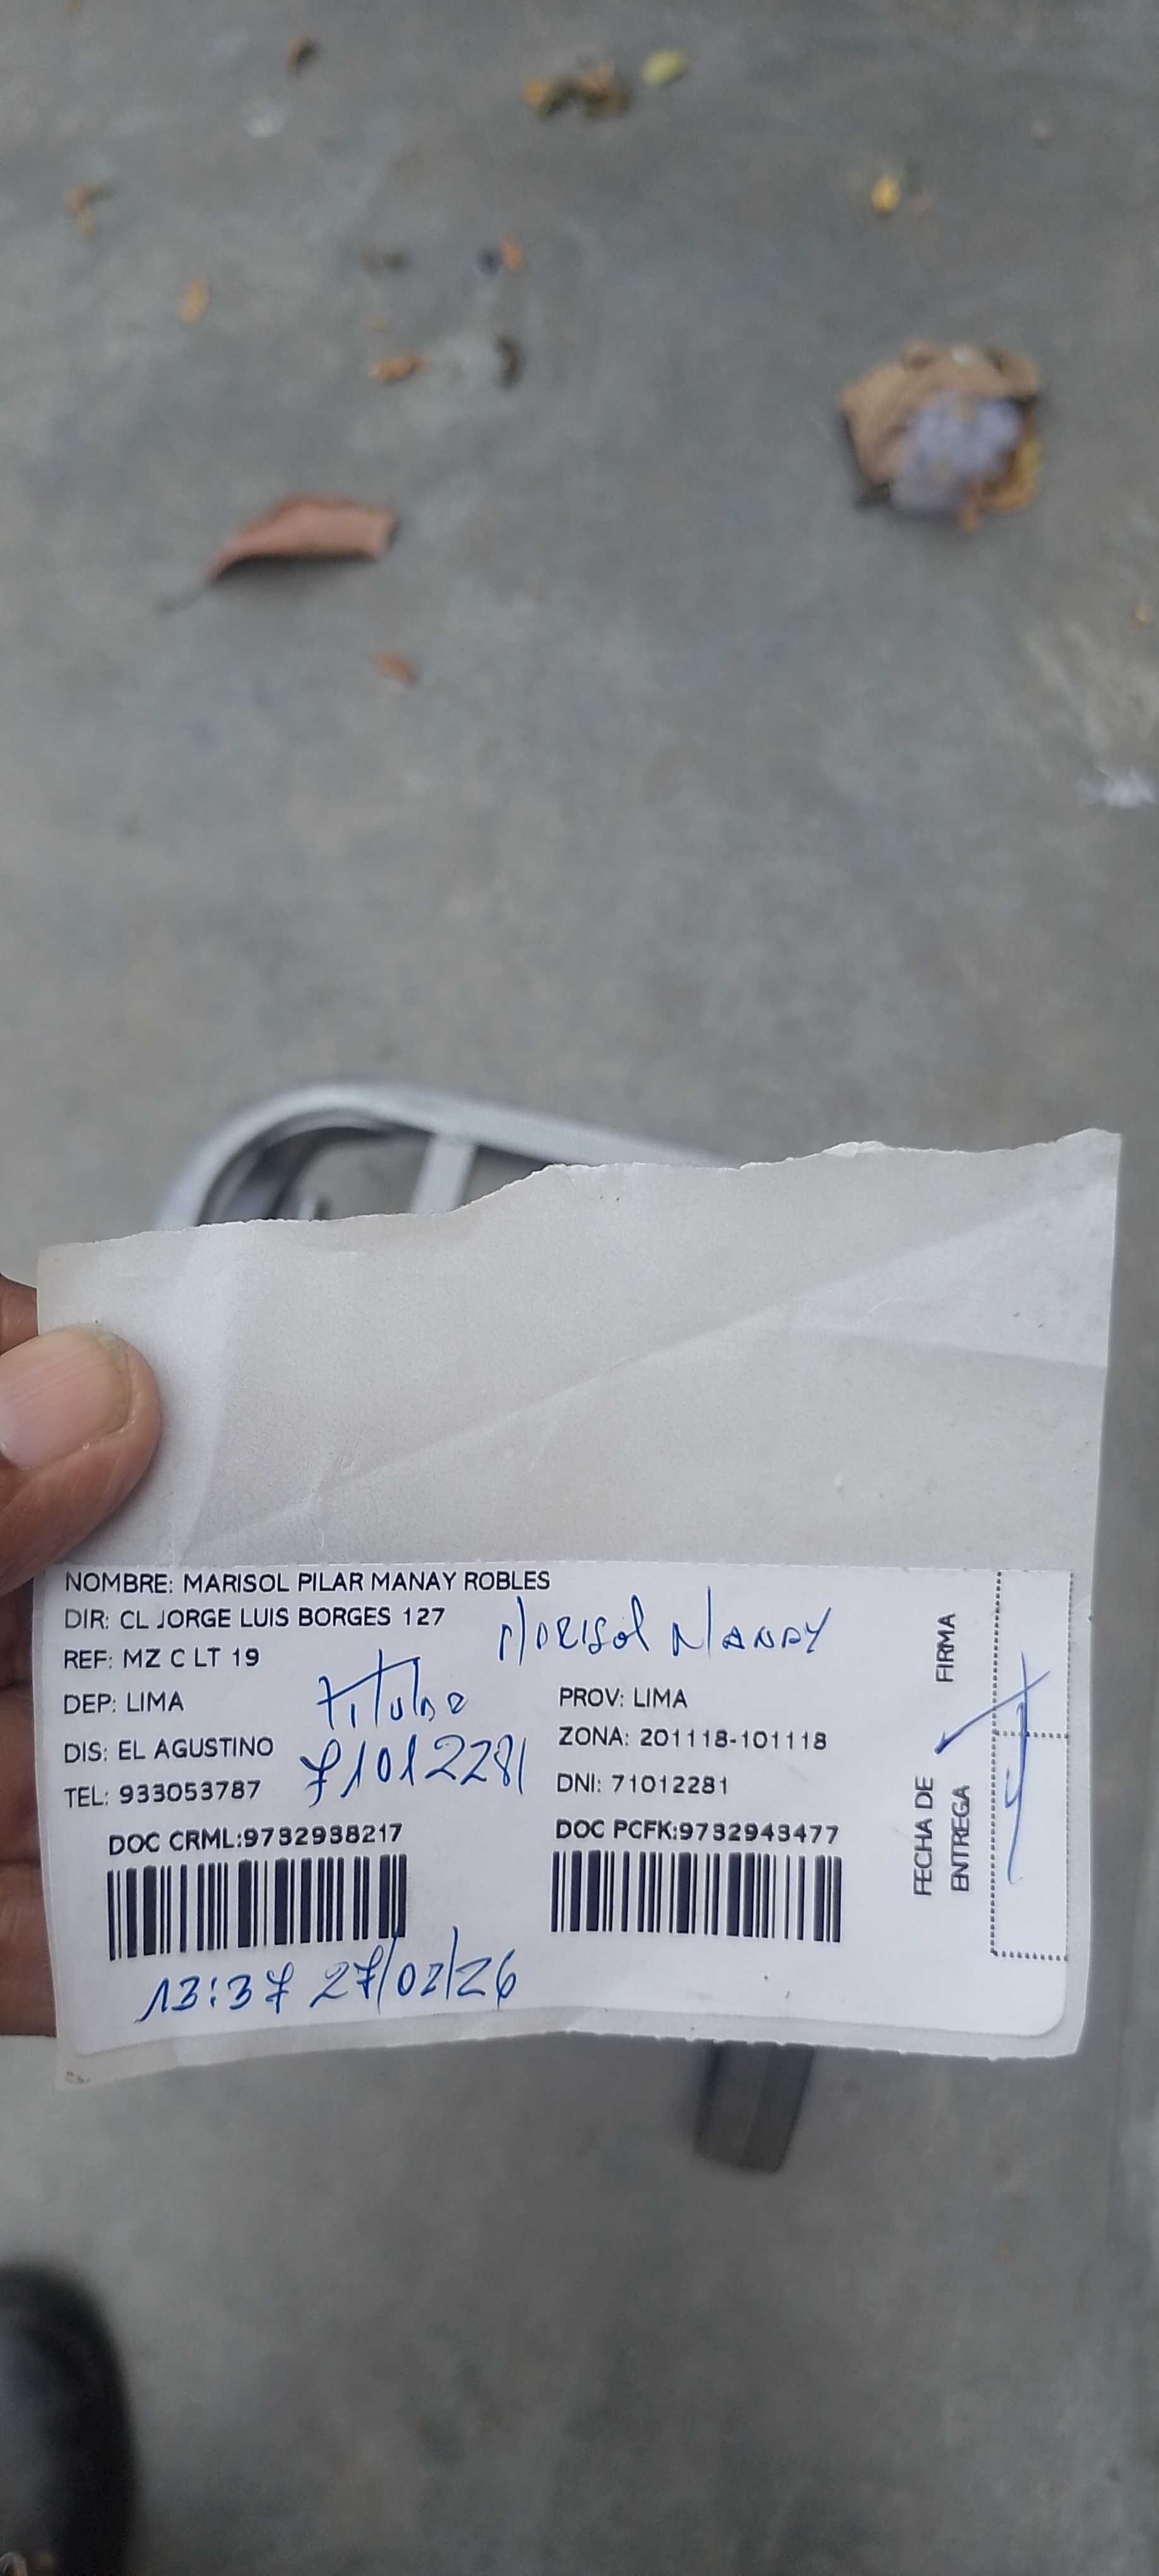 NOMBRE: MARISOL PILAR MANAY ROBLES
DIR: CL JORGE LUIS BORGES 127
Marisol MANAY
REF: MZ C LT 19
DEP: LIMA
titular
PROV: LIMA
DIS: EL AGUSTINO
ZONA: 201118-101118
TEL: 933053787
71012281
DNI: 71012281
DOC CRML:9732938217
DOC PCFK:9732943477
13:37 27/02/26
FIRMA
FECHA DE
ENTREGA